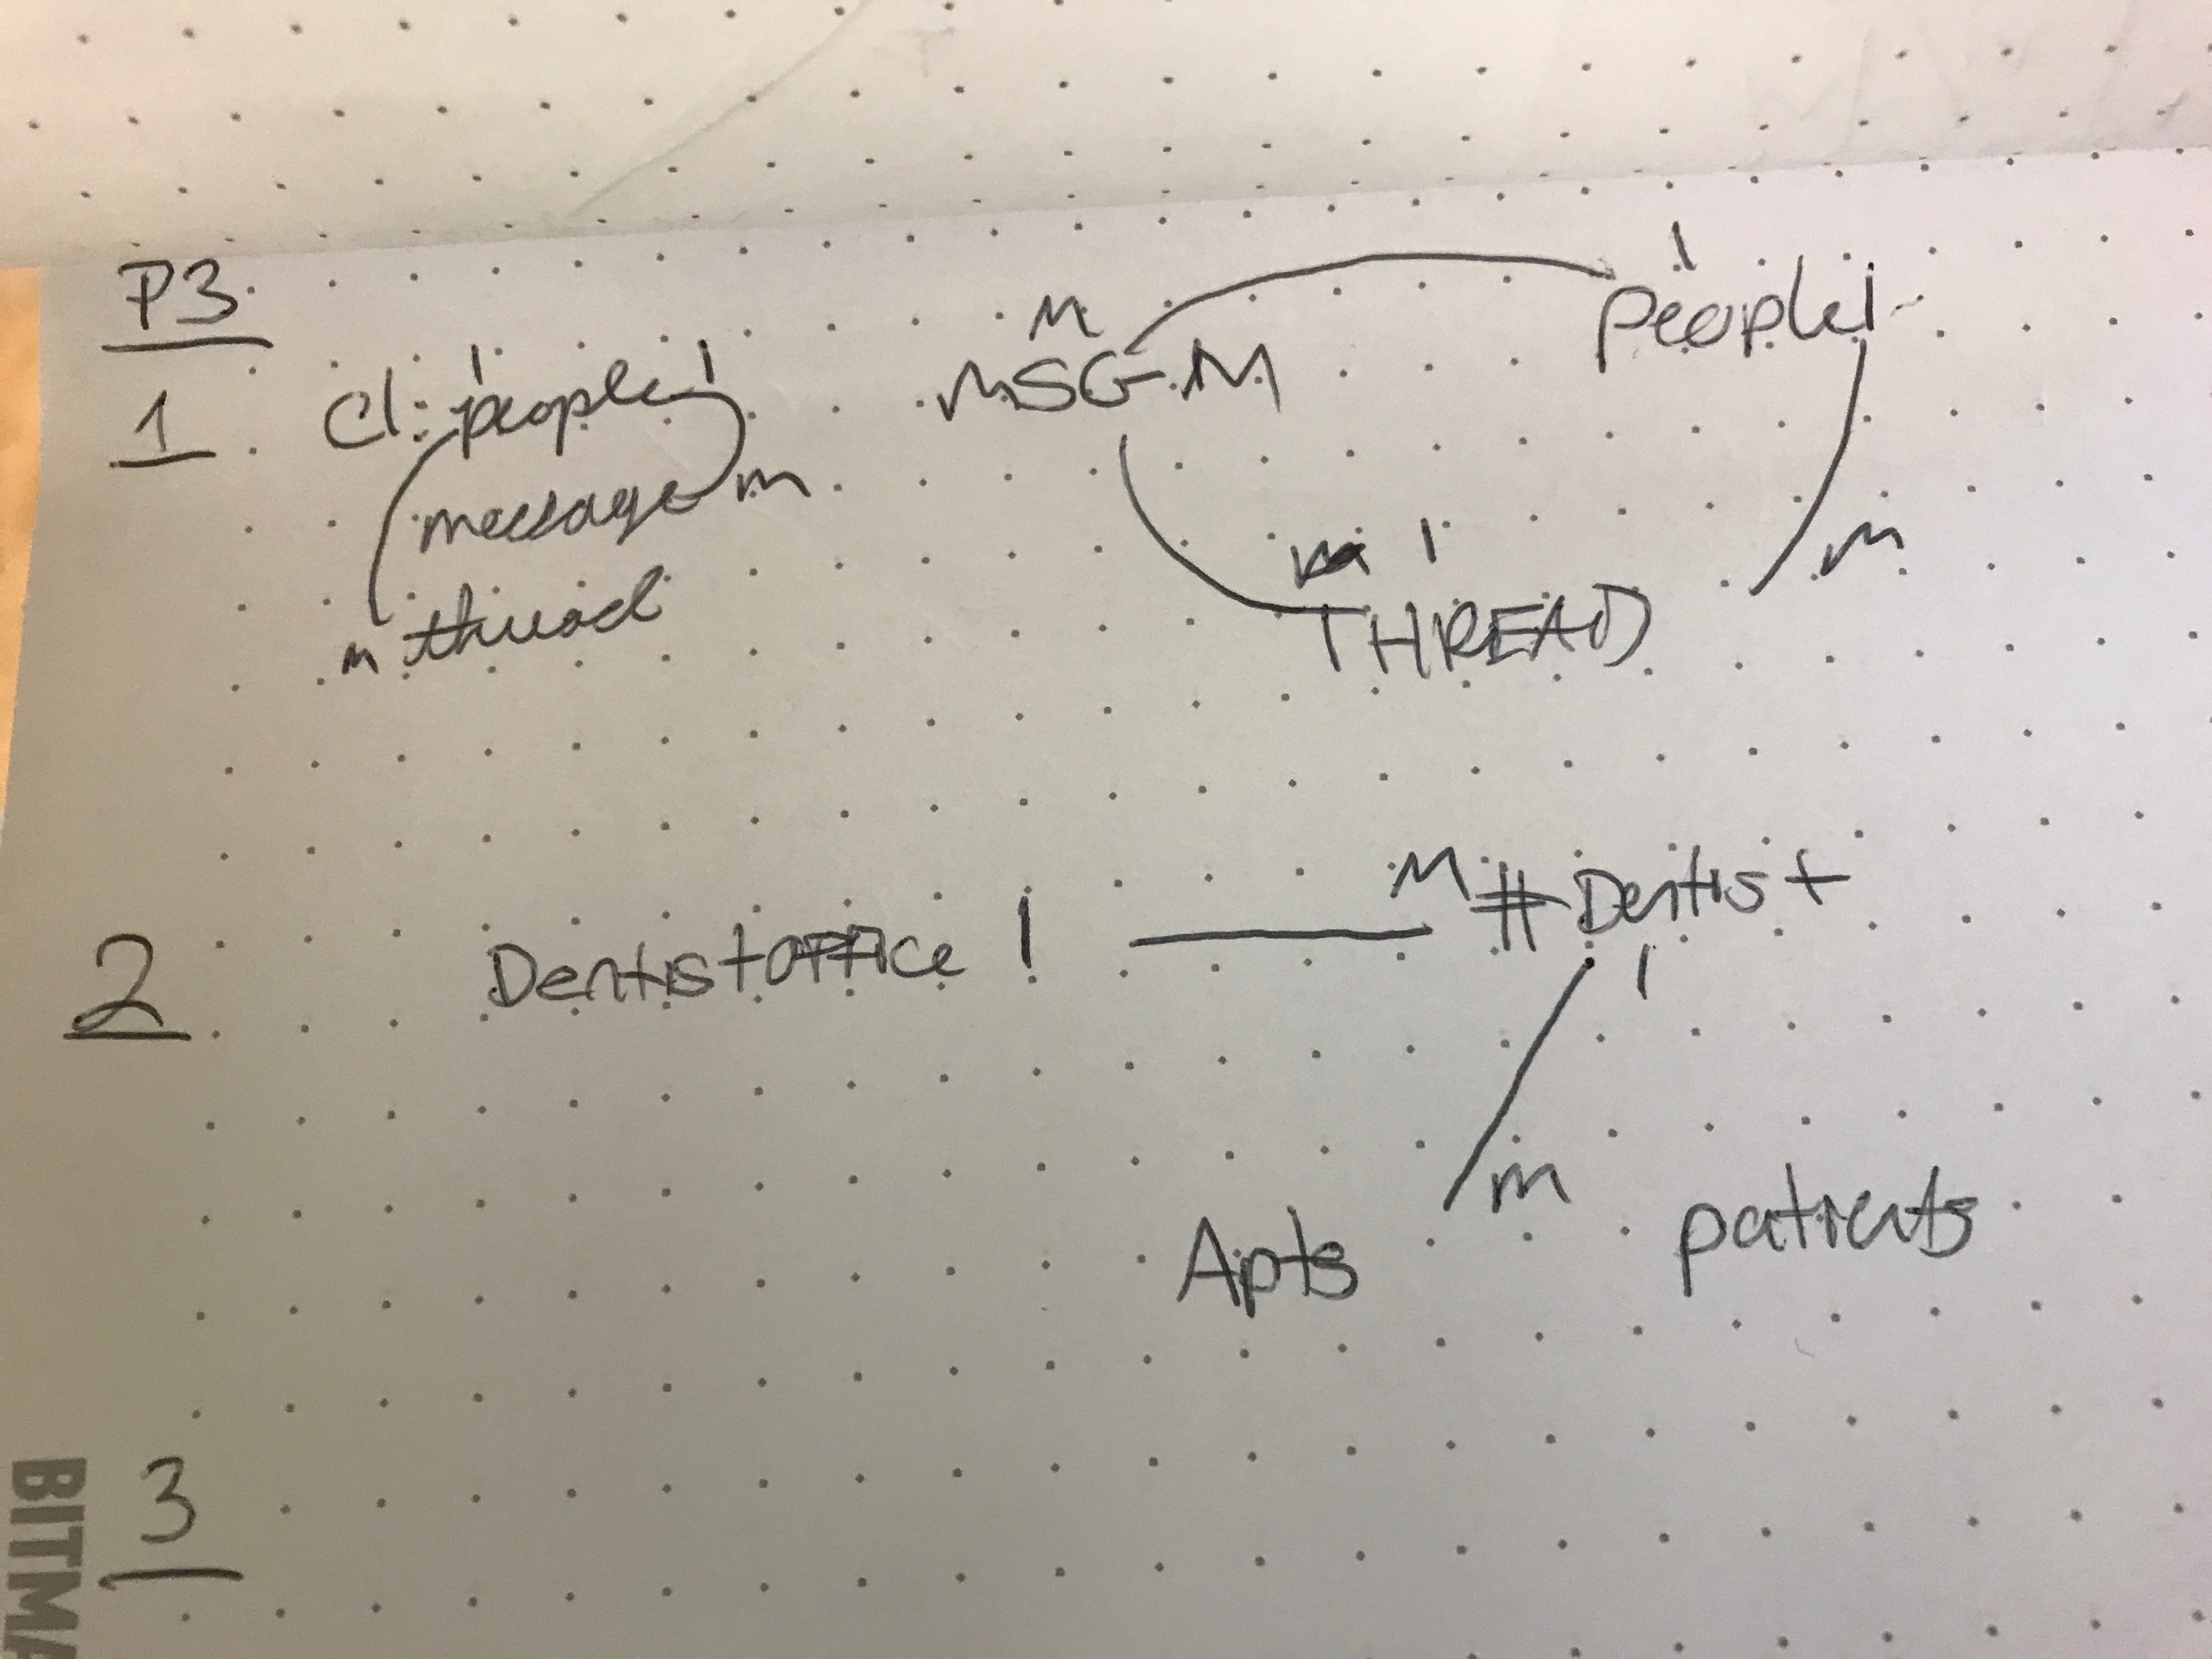 P3
1
Cl. people 1
1
message m
m thread
m
MSG M
1
People 1
m 1
THREAD
m
2
Dentist office 1
m # Dentist
1
m
Apts
patients
3
BITMA